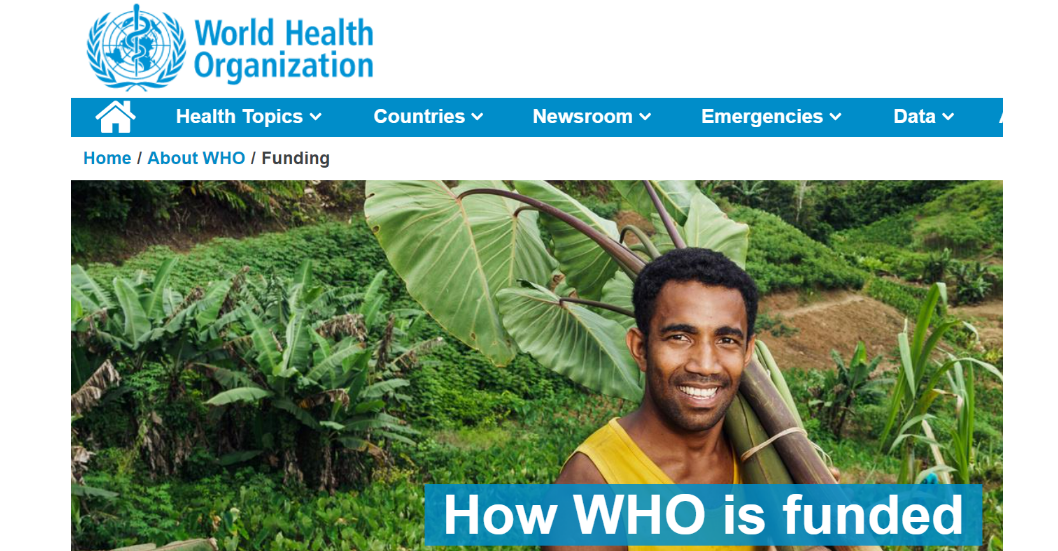 World Health
Organization
Health Topics Countries Newsroom Emergencies Data
Home / About WHO / Funding
How WHO is funded